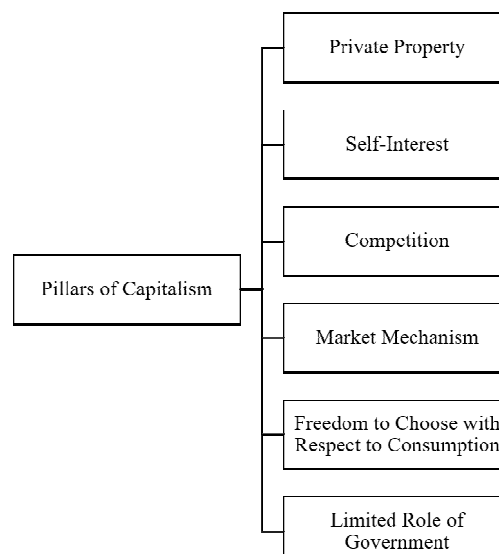 Private Property
Self-Interest
Competition
Pillars of Capitalism
Market Mechanism
Freedom to Choose with
Respect to Consumption
Limited Role of
Government